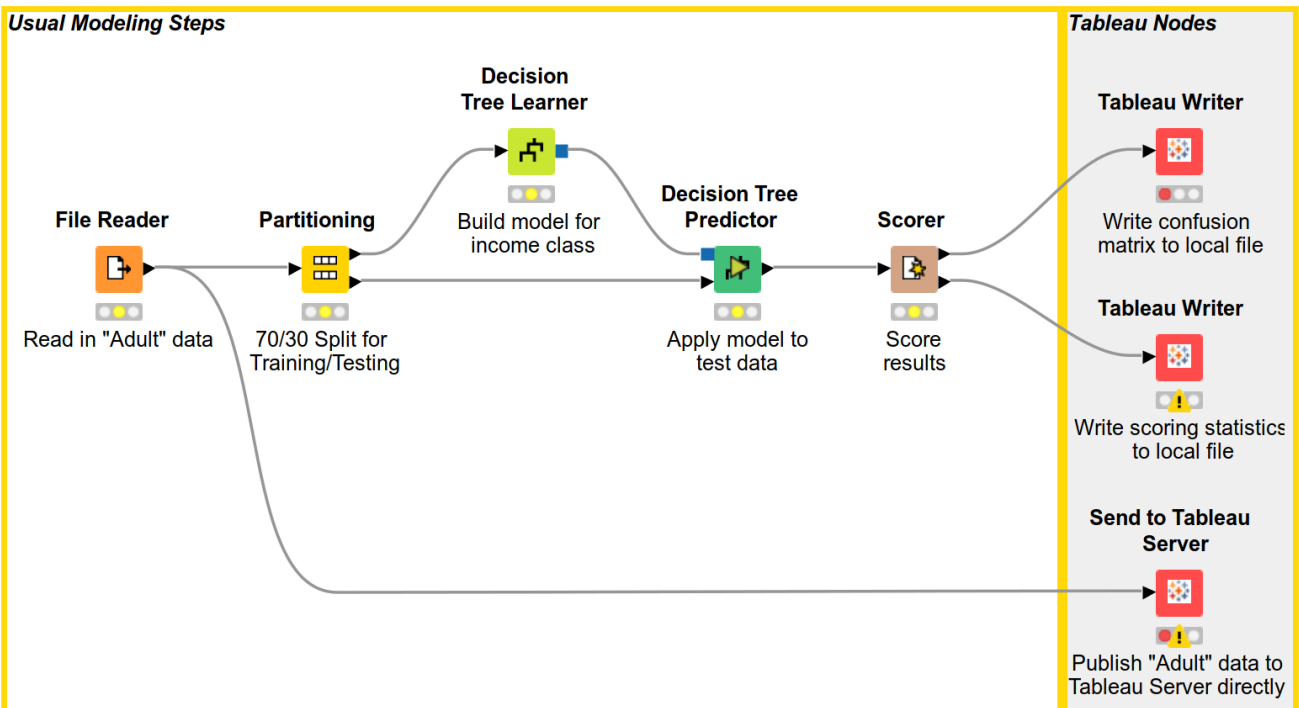 Usual Modeling Steps
Tableau Nodes
Decision
Tree Learner
Build model for
income class
File Reader
Read in "Adult" data
Partitioning
70/30 Split for
Training/Testing
Decision Tree
Predictor
Apply model to
test data
Scorer
Score
results
Tableau Writer
Write confusion
matrix to local file
Tableau Writer
Write scoring statistics
to local file
Send to Tableau
Server
Publish "Adult" data to
Tableau Server directly